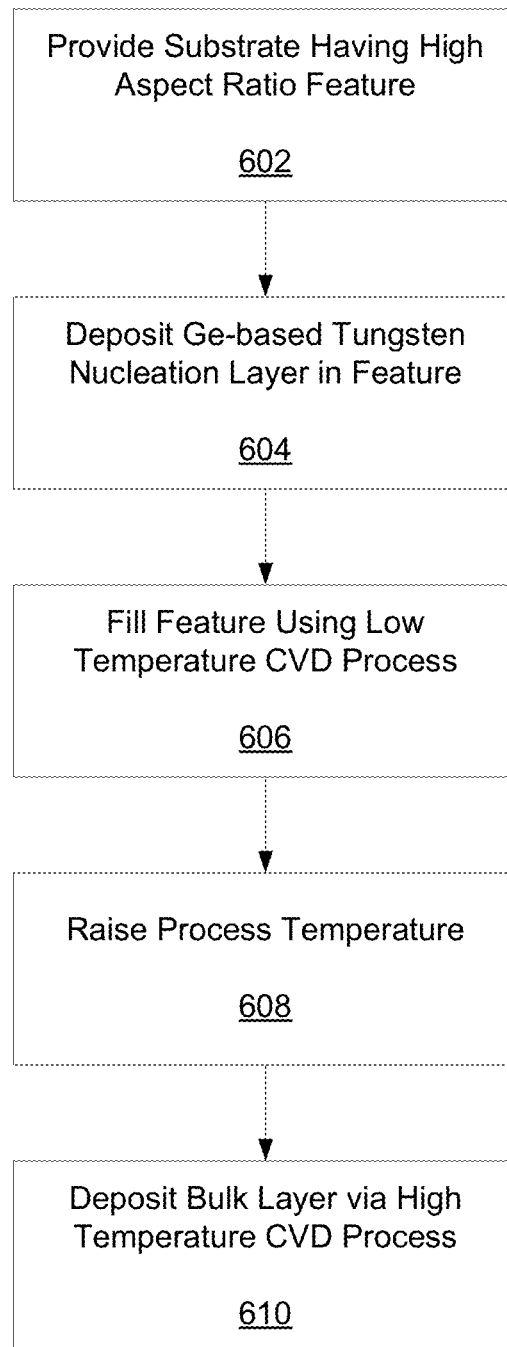 Provide Substrate Having High
Aspect Ratio Feature
602
Deposit Ge-based Tungsten
Nucleation Layer in Feature
604
Fill Feature Using Low
Temperature CVD Process
606
Raise Process Temperature
608
Deposit Bulk Layer via High
Temperature CVD Process
610